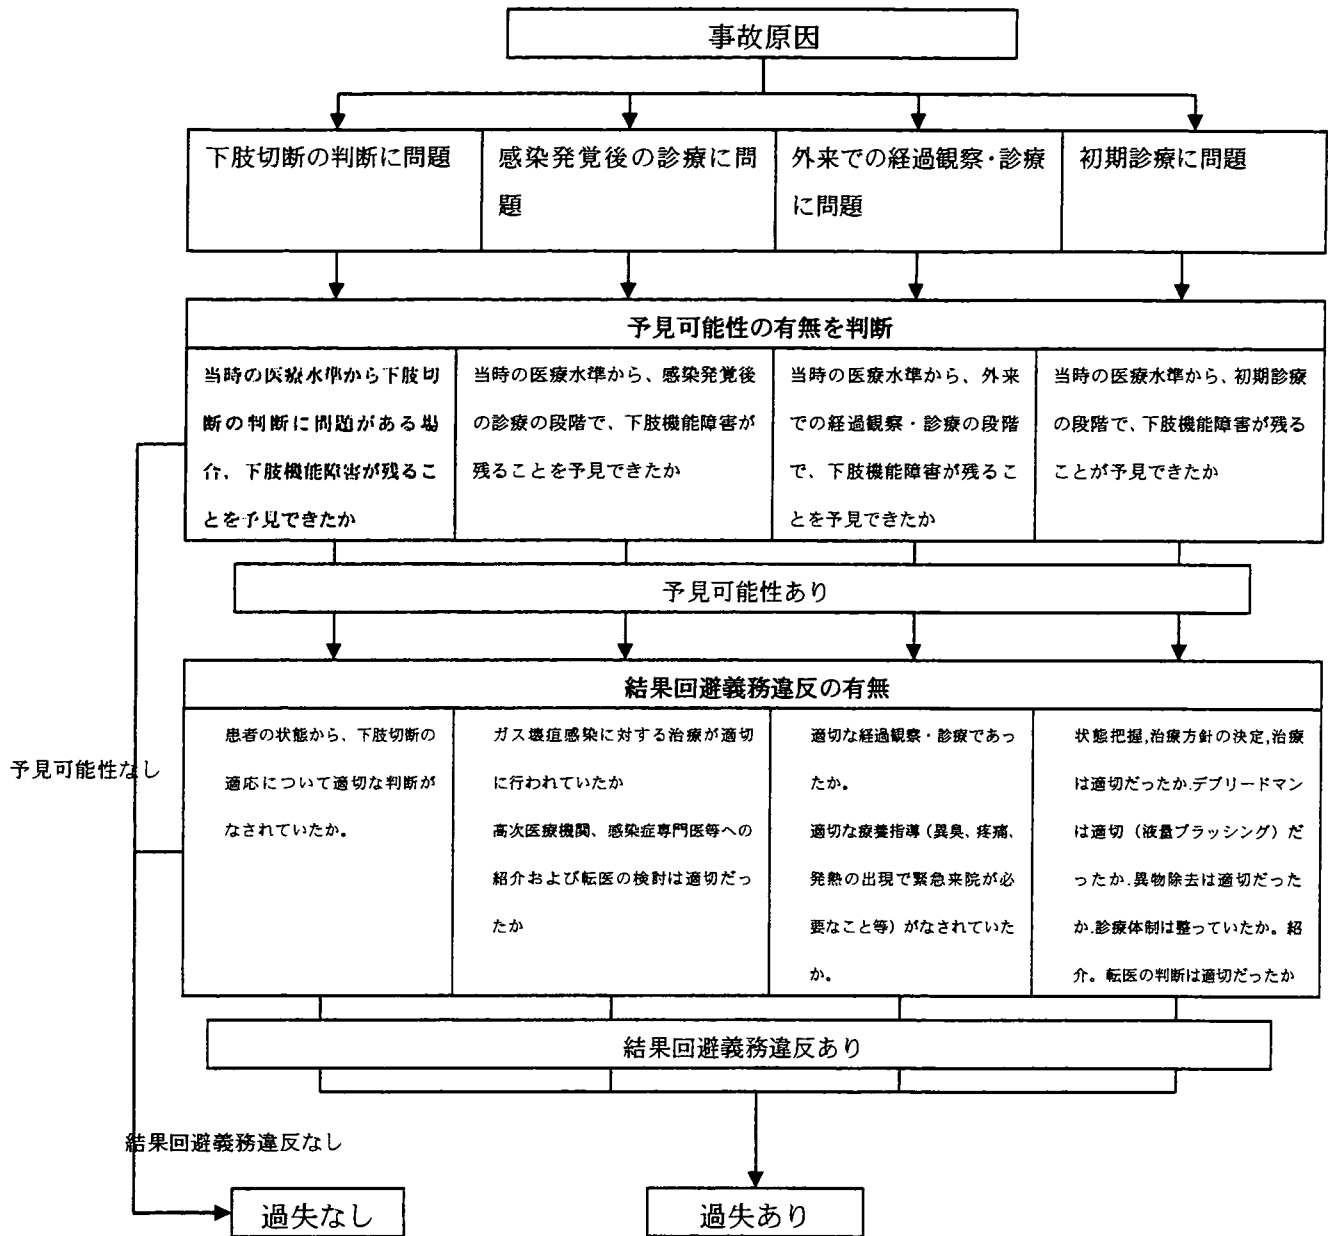 事故原因
下肢切断の判断に問題
感染発覚後の診療に問
題
外来での経過観察・診療
に問題
初期診療に問題
予見可能性の有無を判断
当時の医療水準から下肢切
断の判断に問題がある場
合、下肢機能障害が残るこ
とを予見できたか
当時の医療水準から、感染発覚後
の診療の段階で、下肢機能障害が
残ることを予見できたか
当時の医療水準から、外来
での経過観察・診療の段階
で、下肢機能障害が残るこ
とを予見できたか
当時の医療水準から、初期診療
の段階で、下肢機能障害が残る
ことが予見できたか
予見可能性あり
結果回避義務違反の有無
患者の状態から、下肢切断の
適応について適切な判断が
なされていたか。
ガス壊疽感染に対する治療が適切
に行われていたか
高次医療機関、感染症専門医等への
紹介および転医の検討は適切だっ
たか
適切な経過観察・診療であっ
たか。
適切な療養指導(異臭、疼痛、
発熱の出現で緊急来院が必
要なこと等)がなされていた
か。
状態把握,治療方針の決定,治療
は適切だったか.デブリードマン
は適切(液量ブラッシング)だ
ったか.異物除去は適切だった
か.診療体制は整っていたか。紹
介。転医の判断は適切だったか
予見可能性なし
結果回避義務違反あり
結果回避義務違反なし
過失なし
過失あり